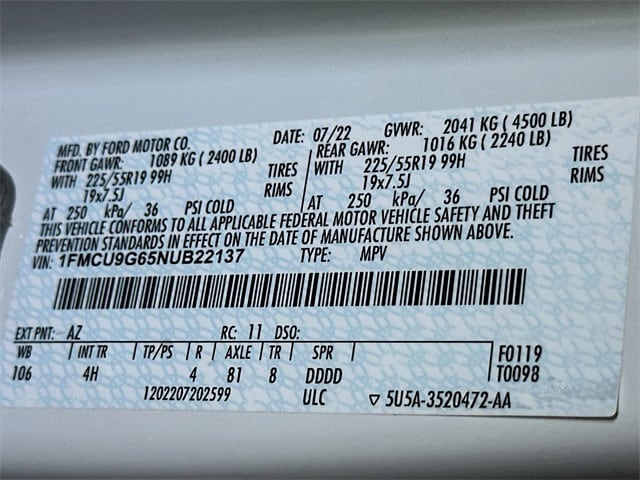 MFD. BY FORD MOTOR CO. DATE: 07/22 GVWR: 2041 KG ( 4500 LB)
FRONT GAWR: 1089 KG ( 2400 LB) REAR GAWR: 1016 KG ( 2240 LB)
WITH 225/55R19 99H TIRES WITH 225/55R19 99H TIRES
19x7.5J RIMS 19x7.5J RIMS
AT 250 kPa/ 36 PSI COLD AT 250 kPa/ 36 PSI COLD
THIS VEHICLE CONFORMS TO ALL APPLICABLE FEDERAL MOTOR VEHICLE SAFETY AND THEFT
PREVENTION STANDARDS IN EFFECT ON THE DATE OF MANUFACTURE SHOWN ABOVE.
VIN: 1FMCU9G65NUB22137 TYPE: MPV
EXT PNT: AZ RC: 11 DSO:
WB | INT TR | TP/PS | R | AXLE | TR | SPR | F0119
106 4H 4 81 8 DDDD T0098
1202207202599 ULC ▽ 5U5A-3520472-AA